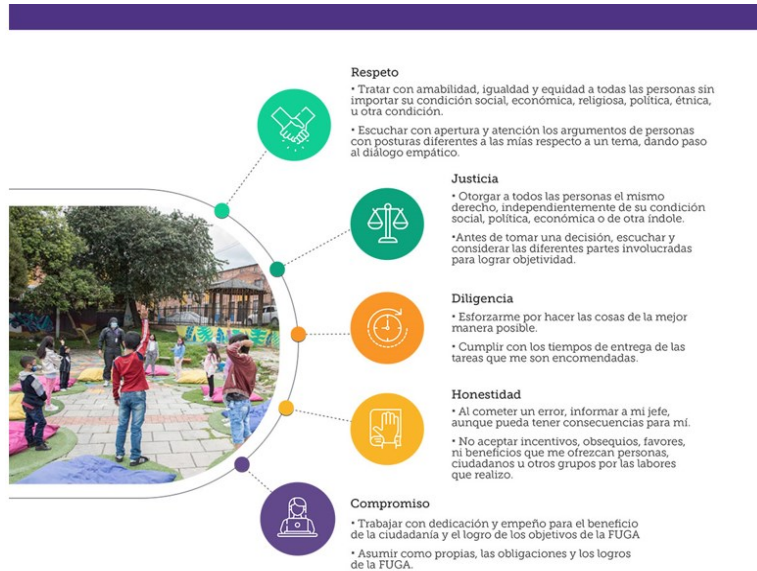 Respeto
• Tratar con amabilidad, igualdad y equidad a todas las personas sin
importar su condición social, económica, religiosa, política, étnica,
u otra condición.
• Escuchar con apertura y atención los argumentos de personas
con posturas diferentes a las mías respecto a un tema, dando paso
al diálogo empático.
Justicia
• Otorgar a todos las personas el mismo
derecho, independientemente de su condición
social, política, económica o de otra índole.
•Antes de tomar una decisión, escuchar y
considerar las diferentes partes involucradas
para lograr objetividad.
Diligencia
• Esforzarme por hacer las cosas de la mejor
manera posible.
• Cumplir con los tiempos de entrega de las
tareas que me son encomendadas.
Honestidad
• Al cometer un error, informar a mi jefe,
aunque pueda tener consecuencias para mí.
• No aceptar incentivos, obsequios, favores,
ni beneficios que me ofrezcan personas,
ciudadanos u otros grupos por las labores
que realizo.
Compromiso
• Trabajar con dedicación y empeño para el beneficio
de la ciudadanía y el logro de los objetivos de la FUGA
• Asumir como propias, las obligaciones y los logros
de la FUGA.